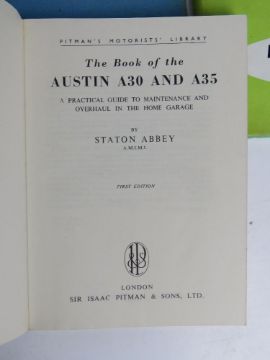 PITMAN'S MOTORISTS' LIBRARY
The Book of the
AUSTIN A30 AND A35
A PRACTICAL GUIDE TO MAINTENANCE AND
OVERHAUL IN THE HOME GARAGE
BY
STATON ABBEY
A.M.I.M.I.
FIRST EDITION
LONDON
SIR ISAAC PITMAN & SONS, LTD.